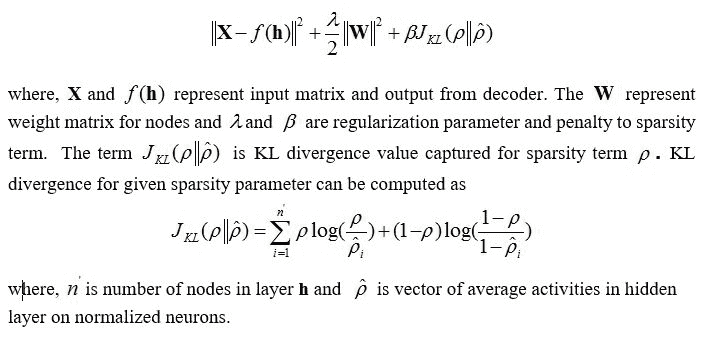 ‖X − f(h)‖² + λ/2 ‖W‖² + βJ_KL(ρ‖ρ̂)
where, X and f(h) represent input matrix and output from decoder. The W represent
weight matrix for nodes and λ and β are regularization parameter and penalty to sparsity
term. The term J_KL(ρ‖ρ̂) is KL divergence value captured for sparsity term ρ. KL
divergence for given sparsity parameter can be computed as
J_KL(ρ‖ρ̂) = ∑_{i=1}^{n'} ρ log(ρ/ρ̂_i) + (1−ρ) log((1−ρ)/(1−ρ̂_i))
where, n' is number of nodes in layer h and ρ̂ is vector of average activities in hidden
layer on normalized neurons.